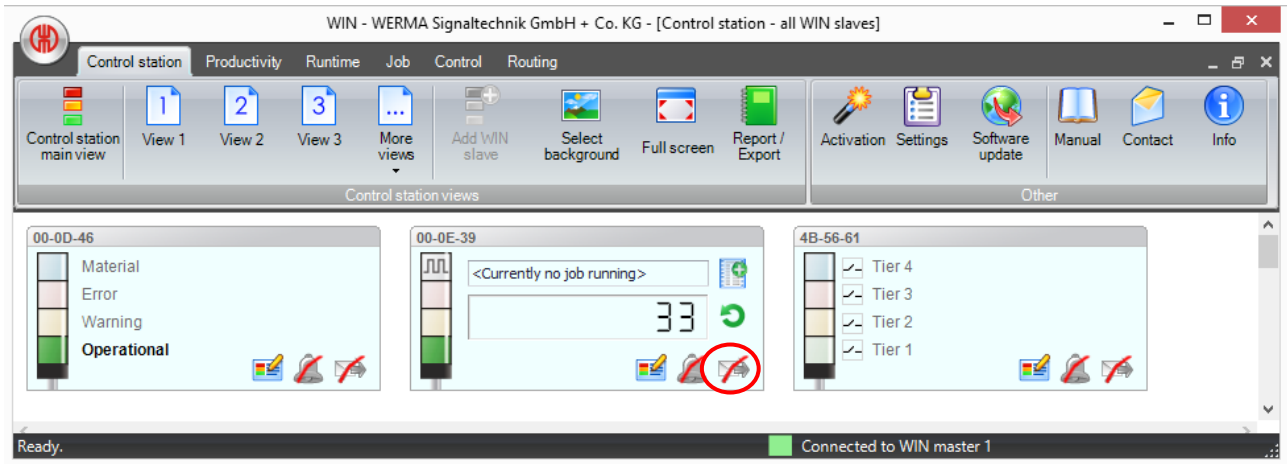 WIN - WERMA Signaltechnik GmbH + Co. KG - [Control station - all WIN slaves]
Control station Productivity Runtime Job Control Routing
Control station
main view
1
View 1
2
View 2
3
View 3
...
More
views
Add WIN
slave
Select
background
Full screen
Report /
Export
Activation
Settings
Software
update
Manual
Contact
i
Info
Control station views
Other
00-0D-46
Material
Error
Warning
Operational
00-0E-39
<Currently no job running>
33
4B-56-61
Tier 4
Tier 3
Tier 2
Tier 1
Ready.
Connected to WIN master 1